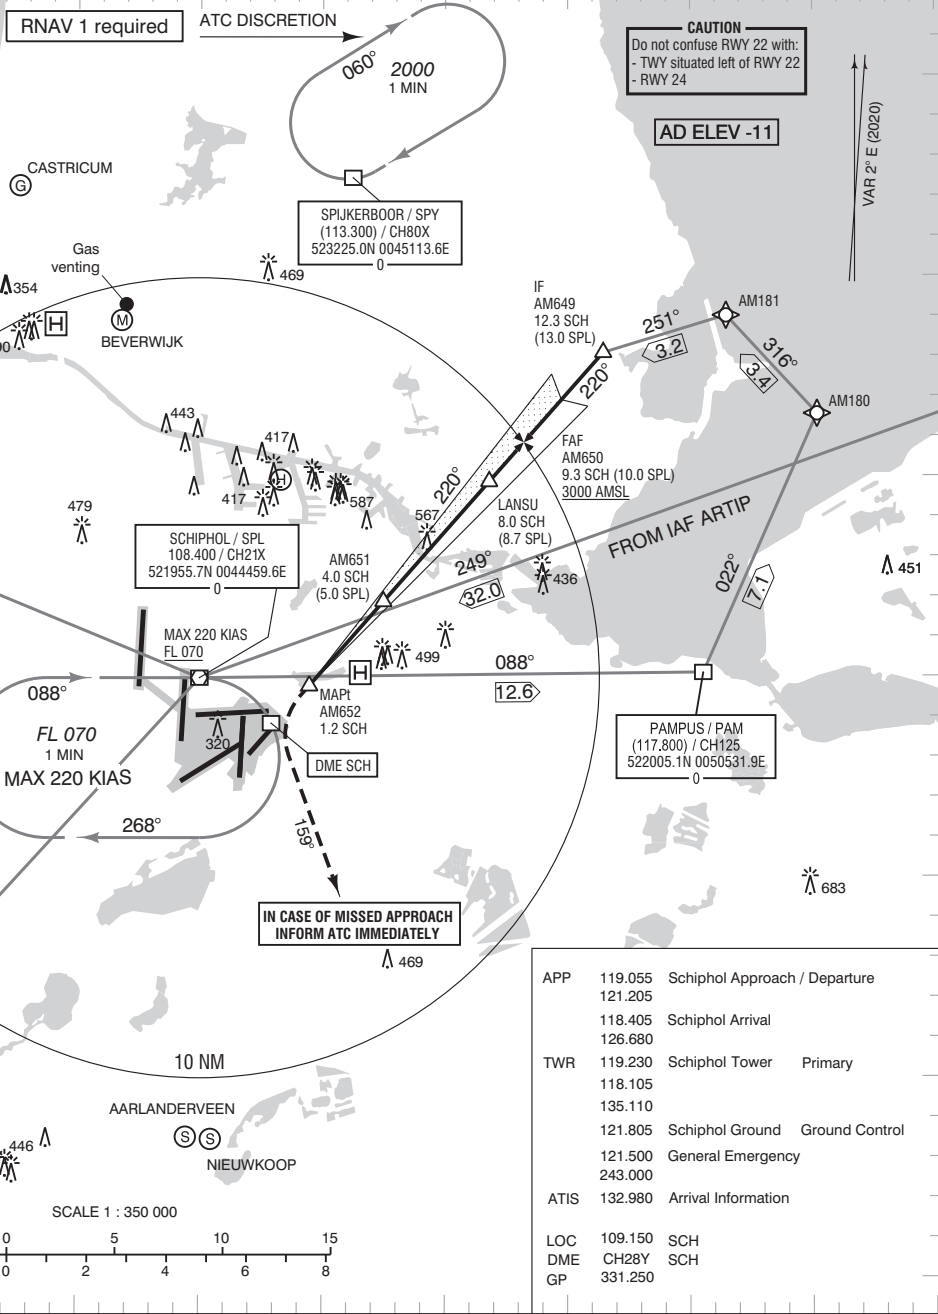 RNAV 1 required
ATC DISCRETION
060°
2000
1 MIN
CAUTION
Do not confuse RWY 22 with:
- TWY situated left of RWY 22
- RWY 24
AD ELEV -11
VAR 2° E (2020)
CASTRICUM
G
SPIJKERBOOR / SPY
(113.300) / CH80X
523225.0N 0045113.6E
0
Gas
venting
469
354
H
M
BEVERWIJK
IF
AM649
12.3 SCH
(13.0 SPL)
251°
3.2
AM181
316°
3.4
AM180
220°
443
417
H
417
587
479
220°
567
FAF
AM650
9.3 SCH (10.0 SPL)
3000 AMSL
LANSU
8.0 SCH
(8.7 SPL)
FROM IAF ARTIP
SCHIPHOL / SPL
108.400 / CH21X
521955.7N 0044459.6E
0
AM651
4.0 SCH
(5.0 SPL)
249°
32.0
436
022°
7.1
451
MAX 220 KIAS
FL 070
499
H
088°
12.6
088°
MAPt
AM652
1.2 SCH
FL 070
1 MIN
MAX 220 KIAS
320
DME SCH
PAMPUS / PAM
(117.800) / CH125
522005.1N 0050531.9E
0
268°
159°
683
IN CASE OF MISSED APPROACH
INFORM ATC IMMEDIATELY
469
10 NM
AARLANDERVEEN
S S
NIEUWKOOP
446
SCALE 1 : 350 000
0 5 10 15
0 2 4 6 8
APP 119.055 Schiphol Approach / Departure
121.205
118.405 Schiphol Arrival
126.680
TWR 119.230 Schiphol Tower Primary
118.105
135.110
121.805 Schiphol Ground Ground Control
121.500 General Emergency
243.000
ATIS 132.980 Arrival Information
LOC 109.150 SCH
DME CH28Y SCH
GP 331.250